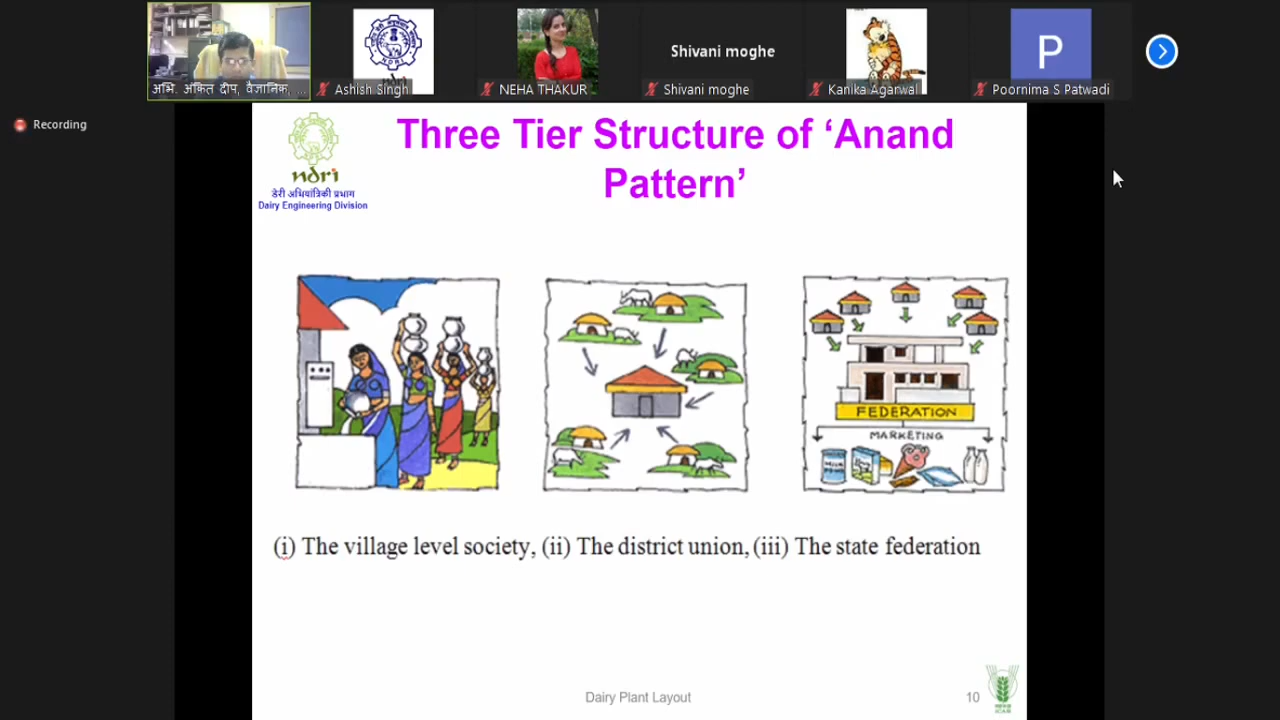 Shivani moghe
P
अभि. अंकित दीप, वैज्ञानिक, ...
Ashish Singh
NEHA THAKUR
Shivani moghe
Kanika Agarwal
Poornima S Patwadi
Recording
ndri
डेरी अभियांत्रिकी प्रभाग
Dairy Engineering Division
Three Tier Structure of ‘Anand
Pattern’
FEDERATION
MARKETING
MILK
(i) The village level society, (ii) The district union, (iii) The state federation
Dairy Plant Layout
10